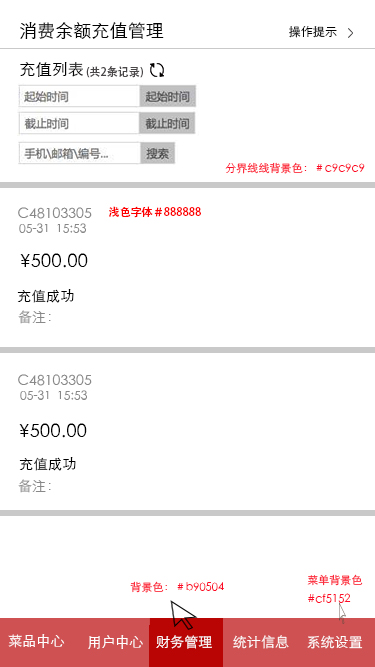 消费余额充值管理 操作提示 >
充值列表(共2条记录)
起始时间 起始时间
截止时间 截止时间
手机\邮箱\编号... 搜索
分界线线背景色：#c9c9c9
C48103305 浅色字体#888888
05-31 15:53
¥500.00
充值成功
备注：
C48103305
05-31 15:53
¥500.00
充值成功
备注：
背景色：#b90504
菜单背景色
#cf5152
菜品中心 用户中心 财务管理 统计信息 系统设置